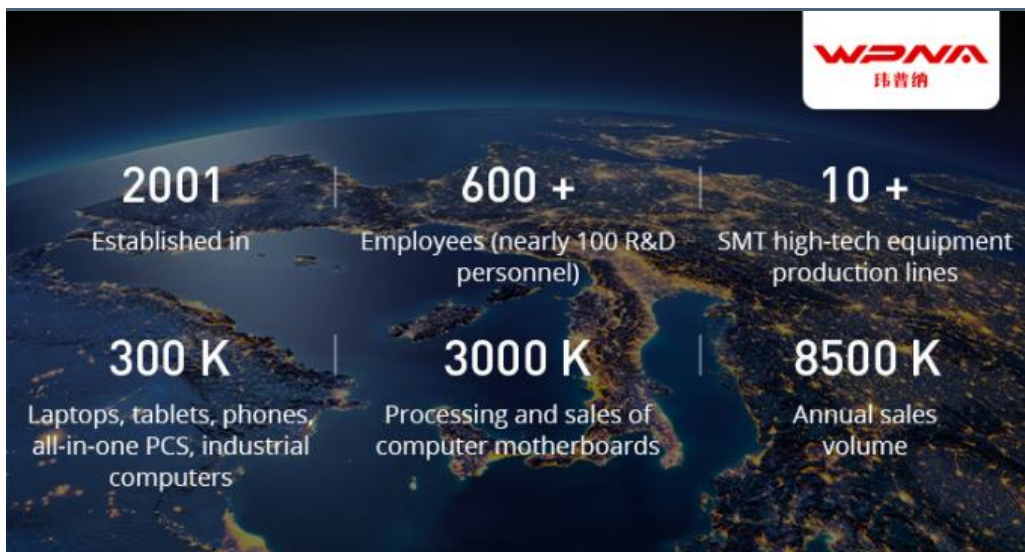 WPNA
玮普纳
2001
Established in
600 +
Employees (nearly 100 R&D
personnel)
10 +
SMT high-tech equipment
production lines
300 K
Laptops, tablets, phones,
all-in-one PCS, industrial
computers
3000 K
Processing and sales of
computer motherboards
8500 K
Annual sales
volume